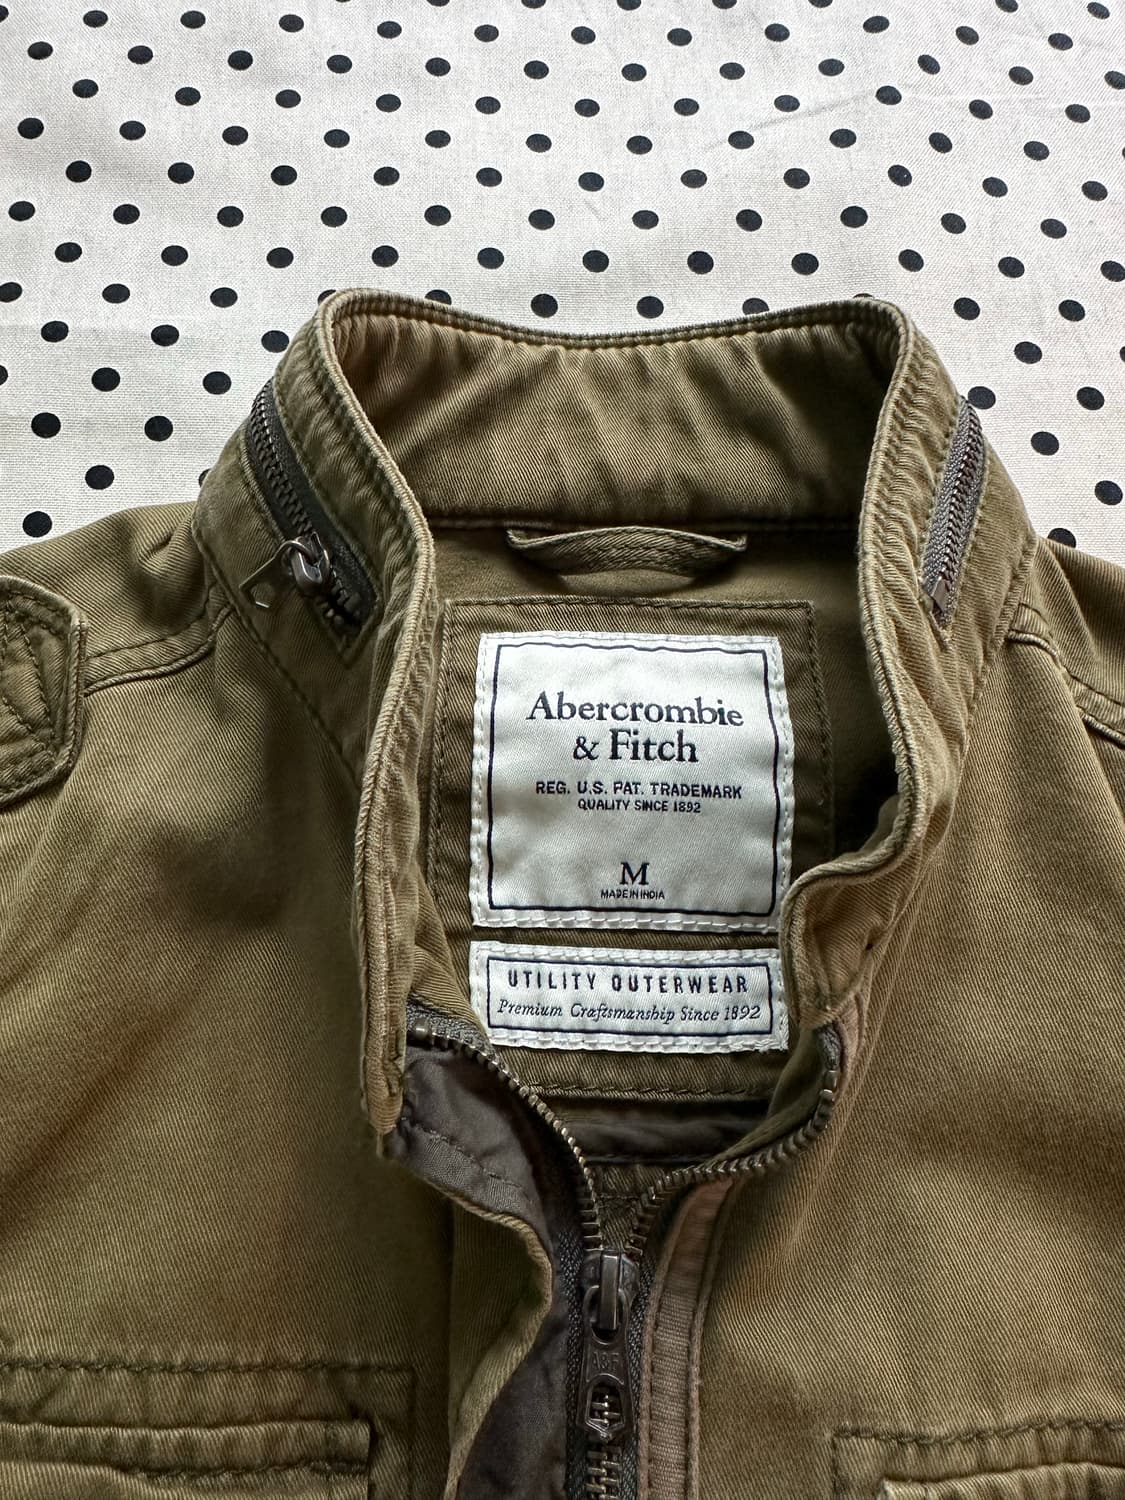 Abercrombie
& Fitch
REG. U.S. PAT. TRADEMARK
QUALITY SINCE 1892
M
MADE IN INDIA
UTILITY OUTERWEAR
Premium Craftsmanship Since 1892
A&F